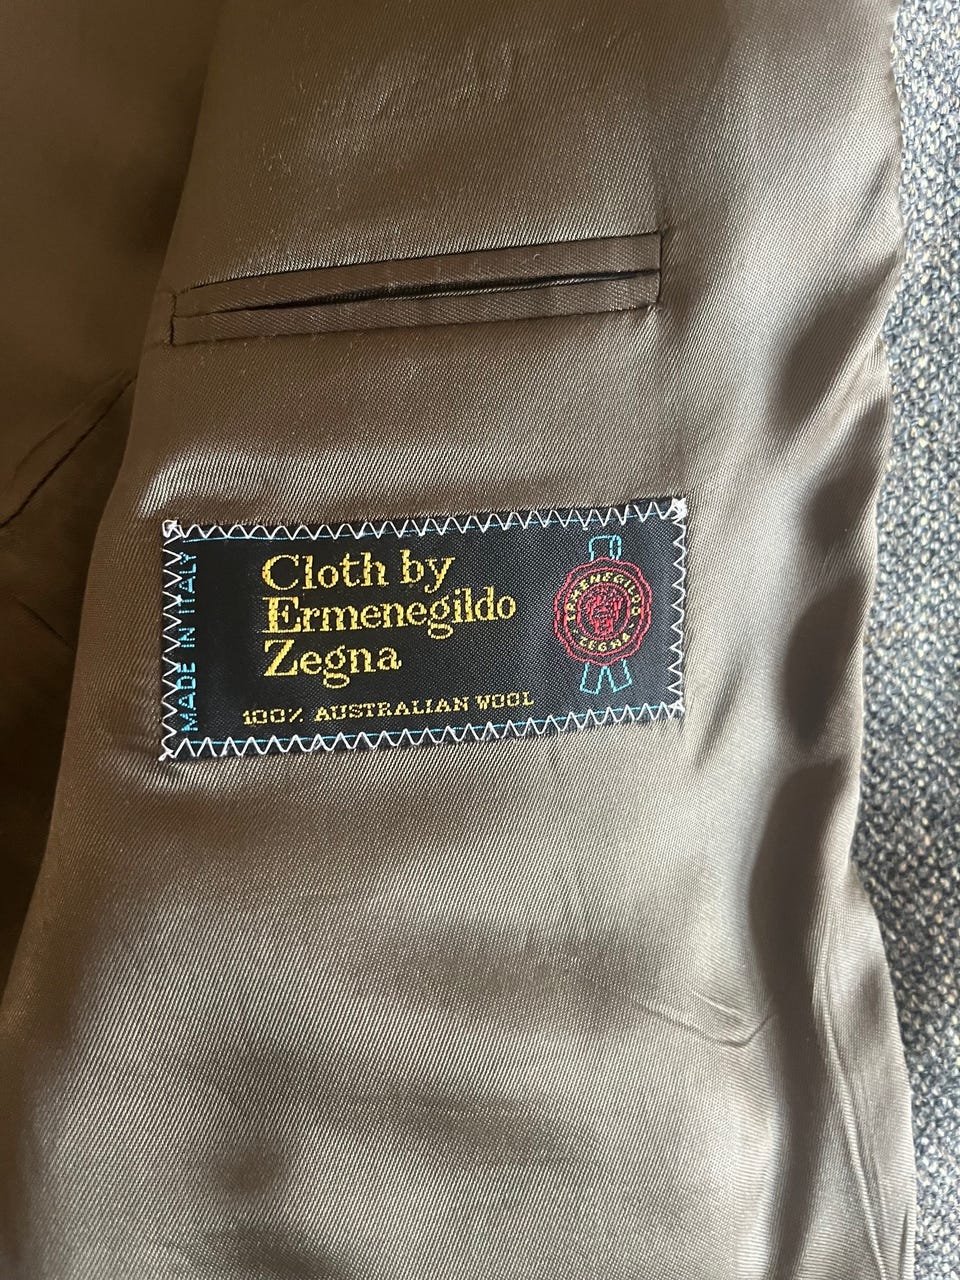 MADE IN ITALY
Cloth by
Ermenegildo
Zegna
100% AUSTRALIAN WOOL
ERMENEGILDO
ZEGNA